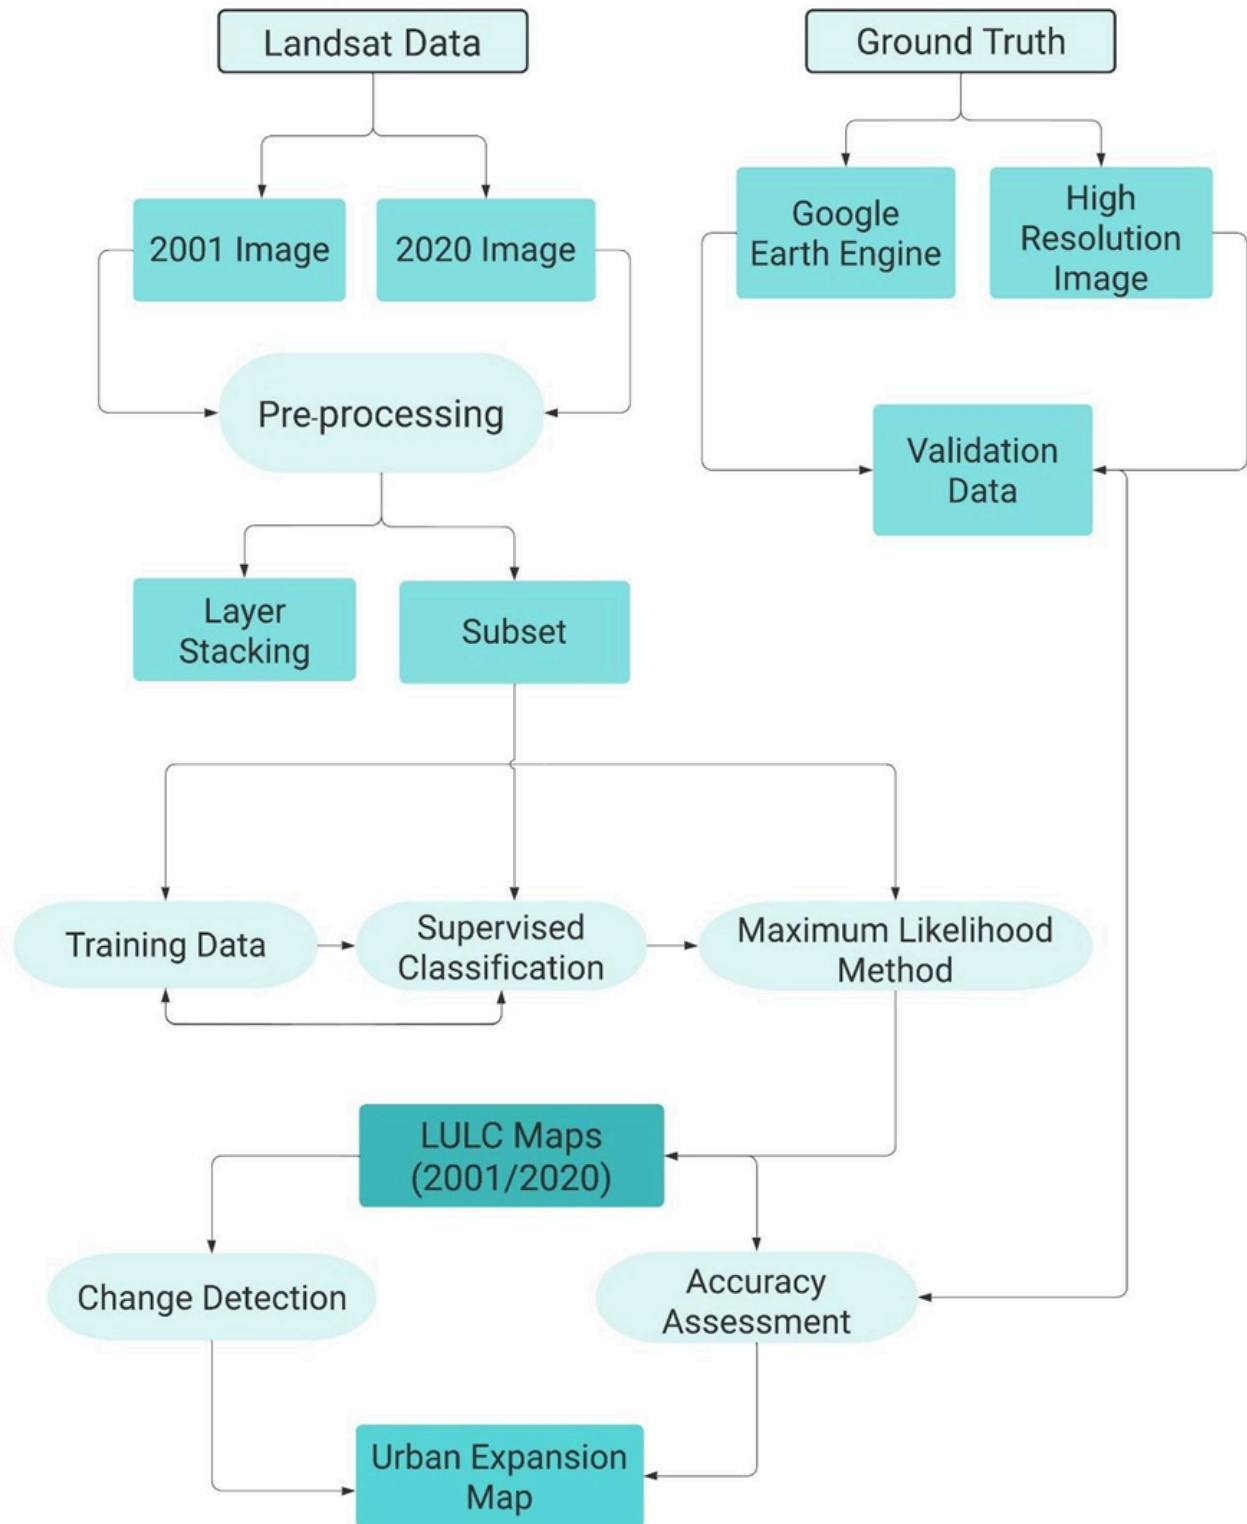 Landsat Data
Ground Truth
2001 Image
2020 Image
Google
Earth Engine
High
Resolution
Image
Pre-processing
Validation
Data
Layer
Stacking
Subset
Training Data
Supervised
Classification
Maximum Likelihood
Method
LULC Maps
(2001/2020)
Change Detection
Accuracy
Assessment
Urban Expansion
Map